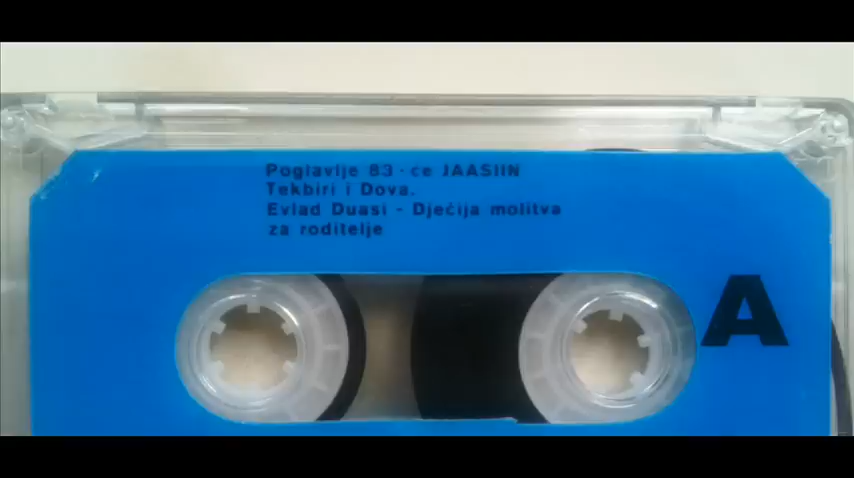 Poglavlje 83-ce JAASIIN
Tekbiri i Dova.
Evlad Duasi - Dječija molitva
za roditelje
A